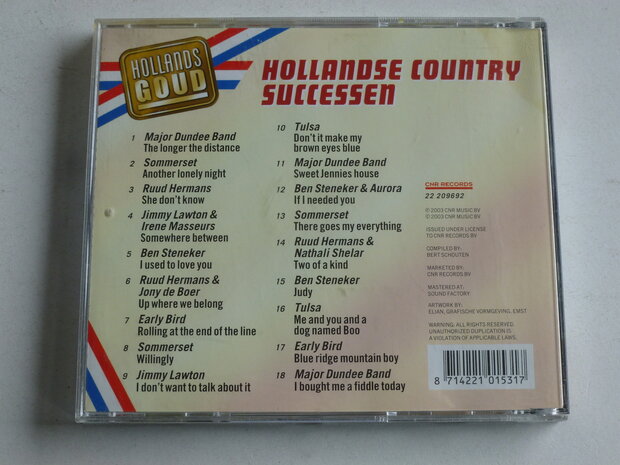 HOLLANDS
GOUD
HOLLANDSE COUNTRY
SUCCESSEN
1 Major Dundee Band
The longer the distance
2 Sommerset
Another lonely night
3 Ruud Hermans
She don't know
4 Jimmy Lawton &
Irene Masseurs
Somewhere between
5 Ben Steneker
I used to love you
6 Ruud Hermans &
Jony de Boer
Up where we belong
7 Early Bird
Rolling at the end of the line
8 Sommerset
Willingly
9 Jimmy Lawton
I don't want to talk about it
10 Tulsa
Don't it make my
brown eyes blue
11 Major Dundee Band
Sweet Jennies house
12 Ben Steneker & Aurora
If I needed you
13 Sommerset
There goes my everything
14 Ruud Hermans &
Nathali Shelar
Two of a kind
15 Ben Steneker
Judy
16 Tulsa
Me and you and a
dog named Boo
17 Early Bird
Blue ridge mountain boy
18 Major Dundee Band
I bought me a fiddle today
CNR RECORDS
22 209692
℗ 2003 CNR MUSIC BV
© 2003 CNR MUSIC BV
ISSUED UNDER LICENSE
TO CNR RECORDS BV
COMPILED BY:
BERT SCHOUTEN
MARKETED BY:
CNR RECORDS BV
MASTERED AT:
SOUND FACTORY
ARTWORK BY:
ELJAN, GRAFISCHE VORMGEVING, EMST
WARNING. ALL RIGHTS RESERVED.
UNAUTHORIZED DUPLICATION IS
A VIOLATION OF APPLICABLE LAWS.
8 714221 015317